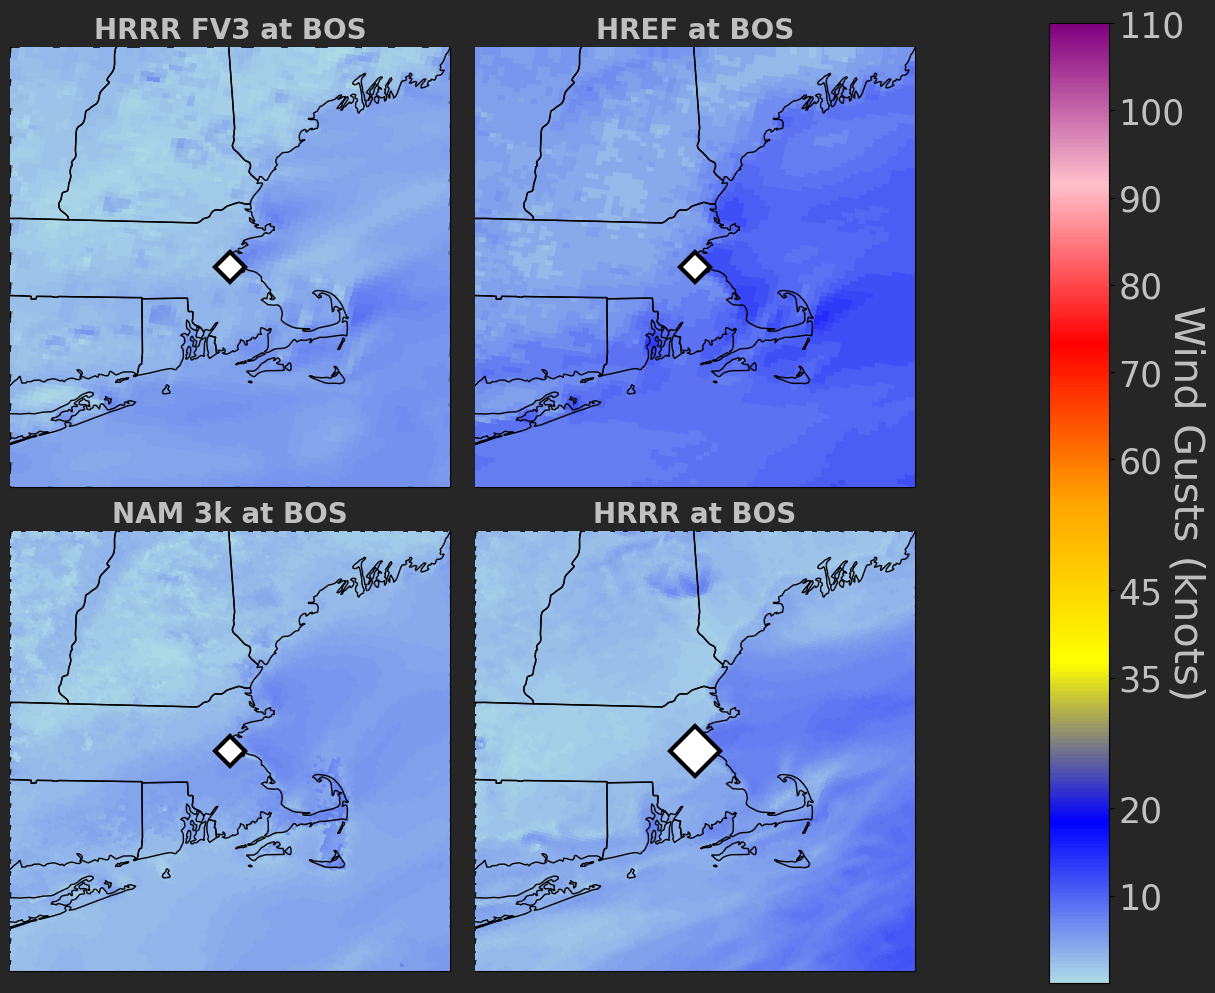 HRRR FV3 at BOS
HREF at BOS
NAM 3k at BOS
HRRR at BOS
110
100
90
80
70
60
45
35
20
10
Wind Gusts (knots)